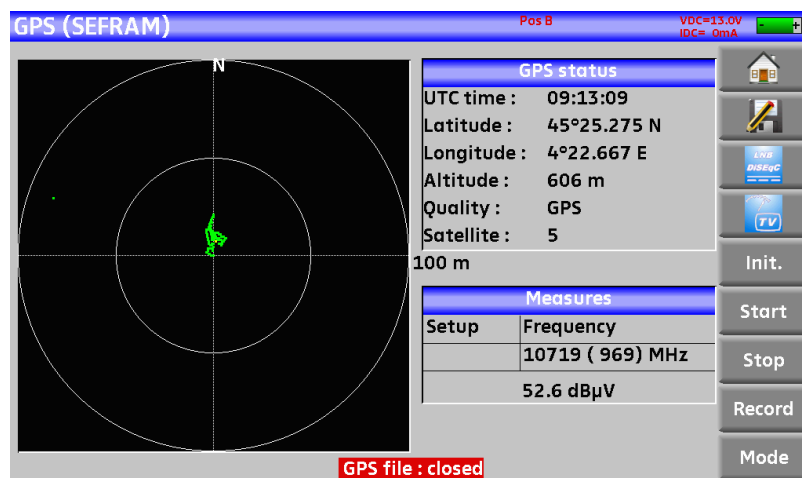 GPS (SEFRAM)
Pos B
VDC=13.0V
IDC= 0mA
- +
N
100 m
GPS status
UTC time : 09:13:09
Latitude : 45°25.275 N
Longitude : 4°22.667 E
Altitude : 606 m
Quality : GPS
Satellite : 5
Measures
Setup Frequency
10719 ( 969) MHz
52.6 dBµV
LNB
DiSEqC
TV
Init.
Start
Stop
Record
Mode
GPS file : closed